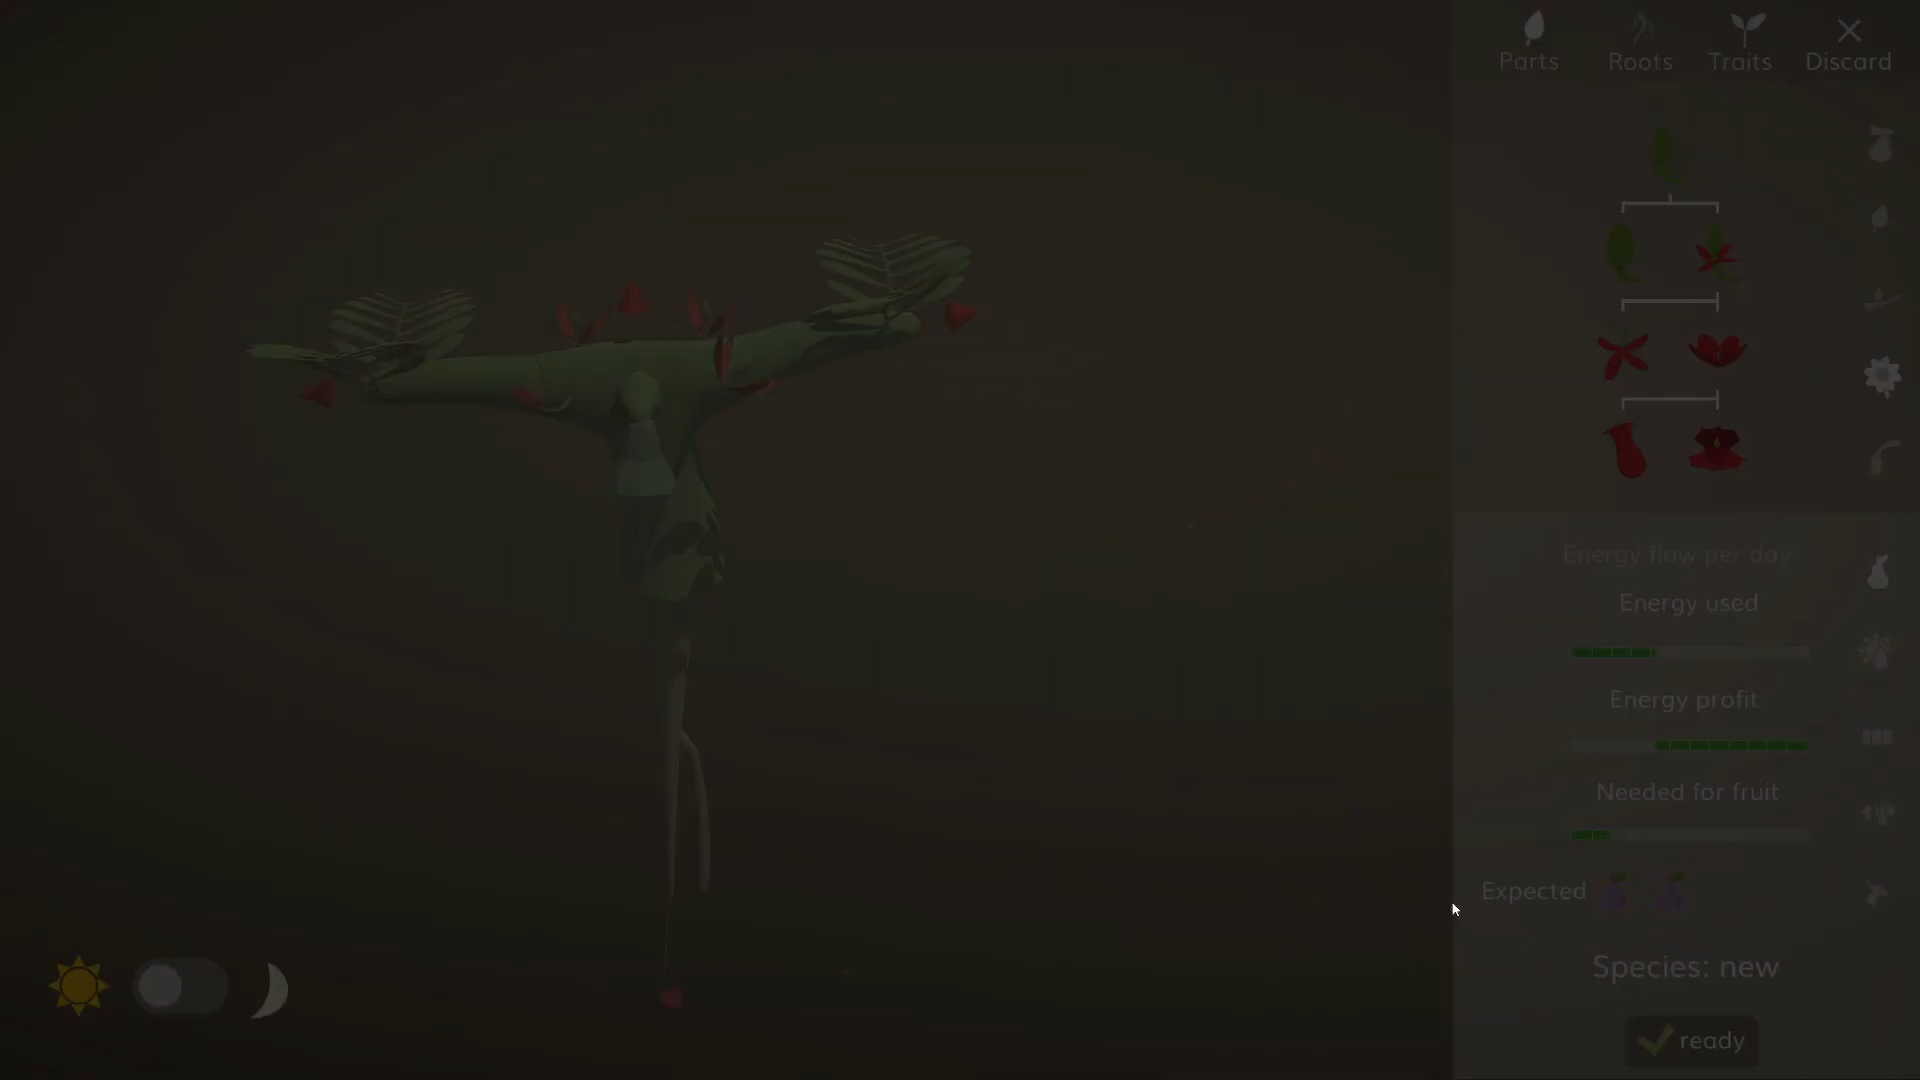 Parts
Roots
Traits
Discard
Energy flow per day
Energy used
Energy profit
Needed for fruit
Expected
Species: new
ready